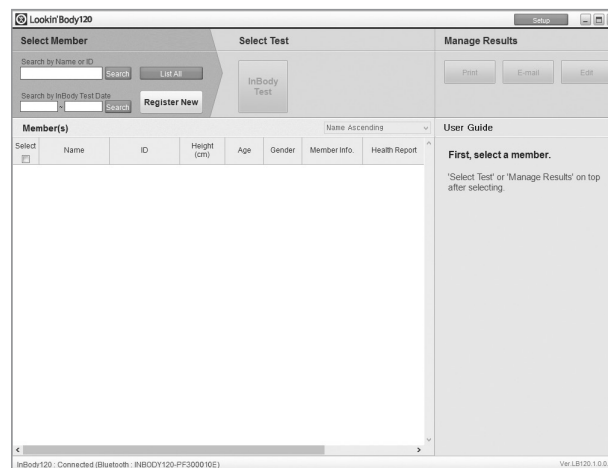 Lookin'Body120
Setup
Select Member
Select Test
Manage Results
Search by Name or ID
Search
List All
Search by InBody Test Date
~
Search
Register New
InBody
Test
Print
E-mail
Edit
Member(s)
Name Ascending
User Guide
Select
Name
ID
Height
(cm)
Age
Gender
Member Info.
Health Report
First, select a member.
'Select Test' or 'Manage Results' on top
after selecting.
InBody120 : Connected (Bluetooth : INBODY120-PF300010E)
Ver.LB120.1.0.0.